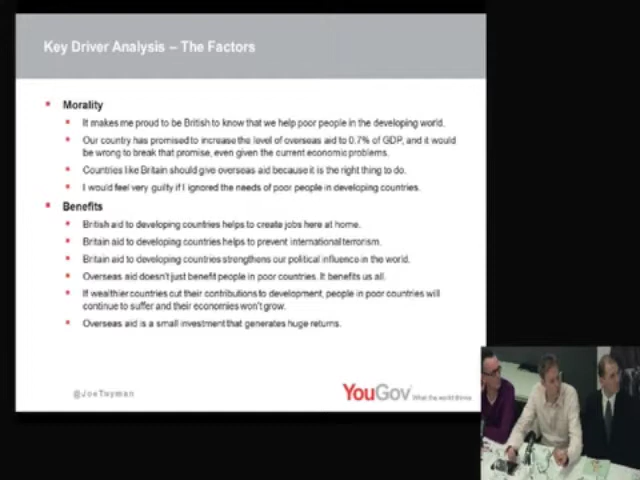 Key Driver Analysis – The Factors
Morality
It makes me proud to be British to know that we help poor people in the developing world.
Our country has promised to increase the level of overseas aid to 0.7% of GDP, and it would
be wrong to break that promise, even given the current economic problems.
Countries like Britain should give overseas aid because it is the right thing to do.
I would feel very guilty if I ignored the needs of poor people in developing countries.
Benefits
British aid to developing countries helps to create jobs here at home.
Britain aid to developing countries helps to prevent international terrorism.
Britain aid to developing countries strengthens our political influence in the world.
Overseas aid doesn't just benefit people in poor countries. It benefits us all.
If wealthier countries cut their contributions to development, people in poor countries will
continue to suffer and their economies won't grow.
Overseas aid is a small investment that generates huge returns.
@JoeTwyman
YouGov What the world thinks